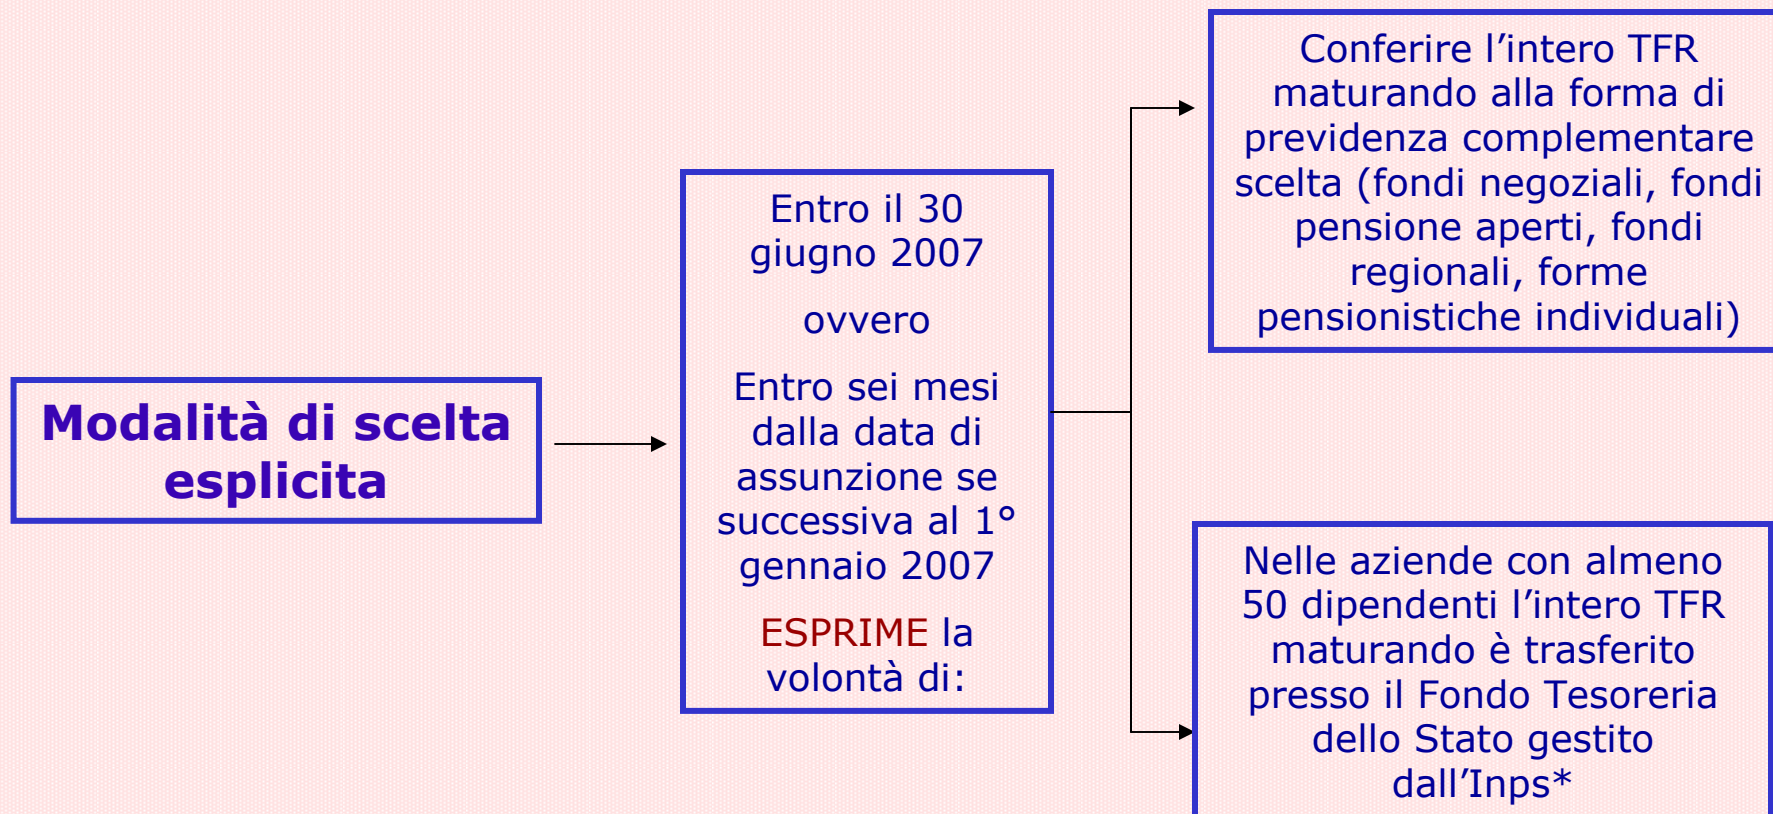 Modalità di scelta
esplicita
Entro il 30
giugno 2007
ovvero
Entro sei mesi
dalla data di
assunzione se
successiva al 1°
gennaio 2007
ESPRIME la
volontà di:
Conferire l’intero TFR
maturando alla forma di
previdenza complementare
scelta (fondi negoziali, fondi
pensione aperti, fondi
regionali, forme
pensionistiche individuali)
Nelle aziende con almeno
50 dipendenti l’intero TFR
maturando è trasferito
presso il Fondo Tesoreria
dello Stato gestito
dall’Inps*